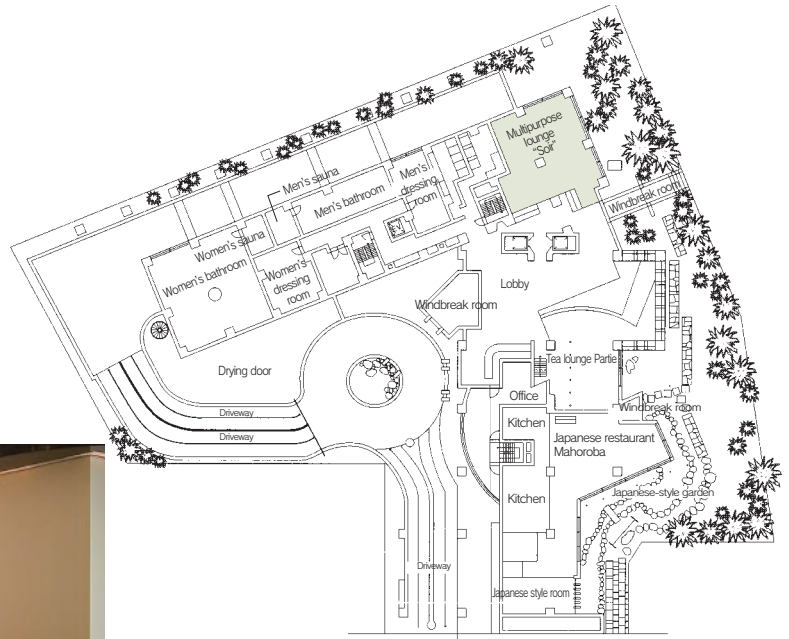 Multipurpose
lounge
"Soir"
Men's sauna
Men's bathroom
Men's
dressing
room
Windbreak room
Women's sauna
Women's bathroom
Women's
dressing
room
EV
Lobby
Windbreak room
Tea lounge Partie
Drying door
Office
Driveway
Driveway
Kitchen
Windbreak room
Japanese restaurant
Mahoroba
Kitchen
Japanese-style garden
Driveway
Japanese style room